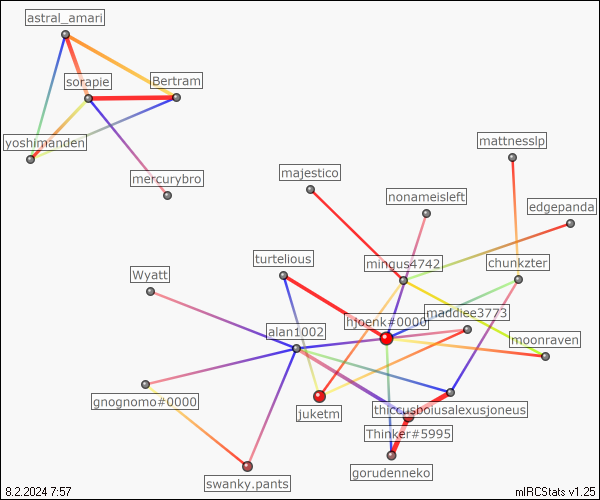 astral_amari
sorapie
Bertram
yoshimanden
mercurybro
mattnesslp
majestico
nonameisleft
edgepanda
turtelious
mingus4742
chunkzter
Wyatt
hjoenk#0000
maddiee3773
alan1002
moonraven
gnognomo#0000
juketm
thiccusboiusalexusjoneus
Thinker#5995
gorudenneko
swanky.pants
8.2.2024 7:57
mIRCStats v1.25